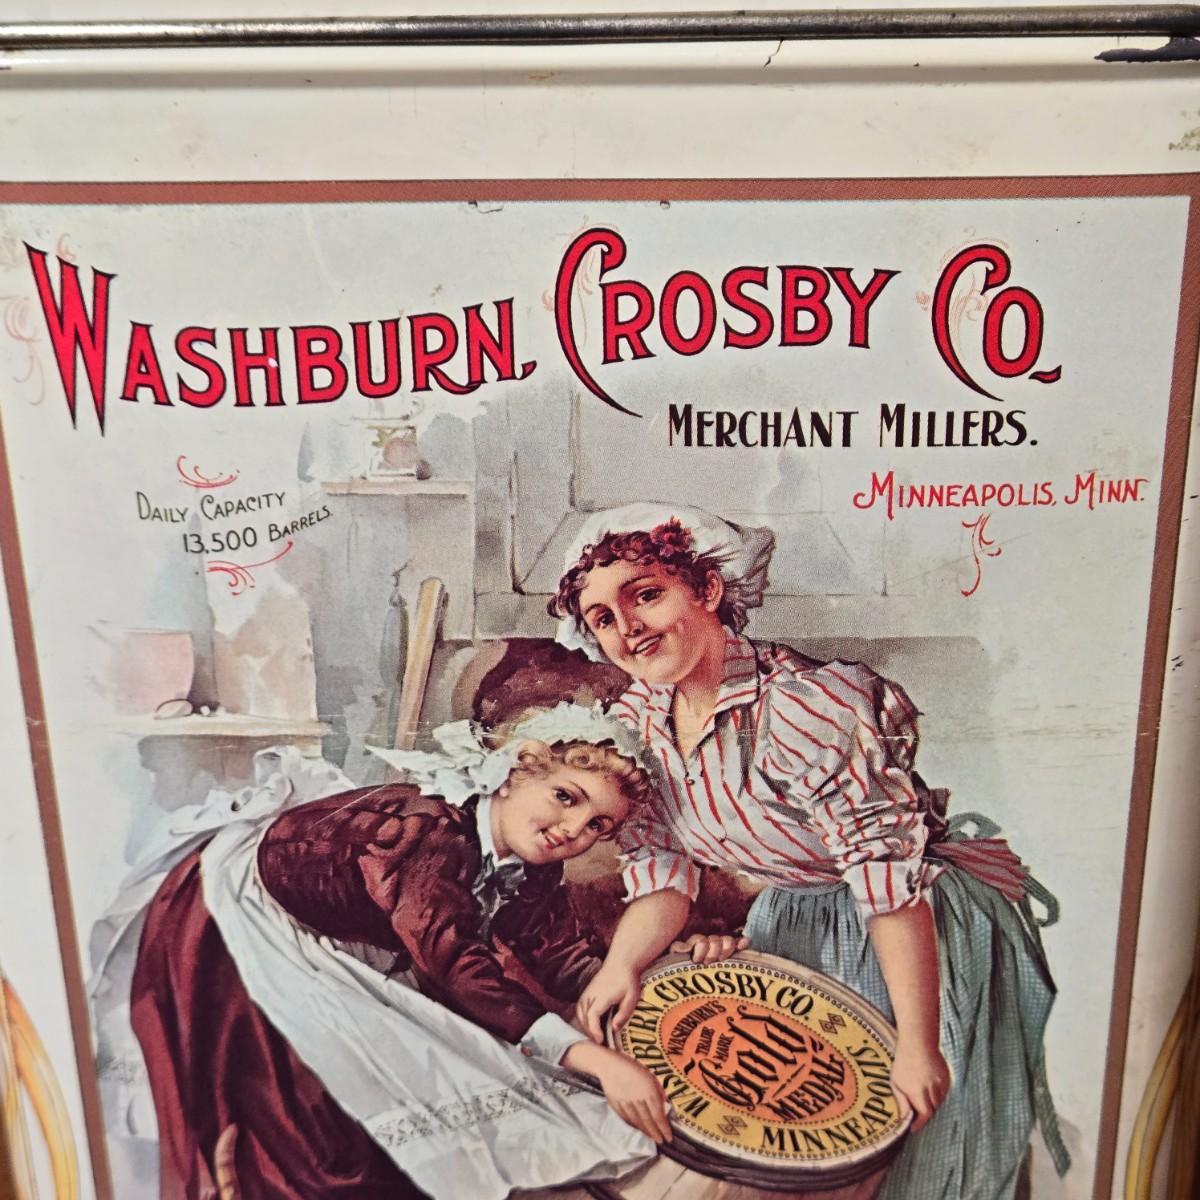 WASHBURN, CROSBY CO.
MERCHANT MILLERS.
DAILY CAPACITY
13,500 BARRELS.
MINNEAPOLIS, MINN.
WASHBURN CROSBY CO.
WASHBURN'S
TRADE
MARK
Gold
MEDAL
MINNEAPOLIS.